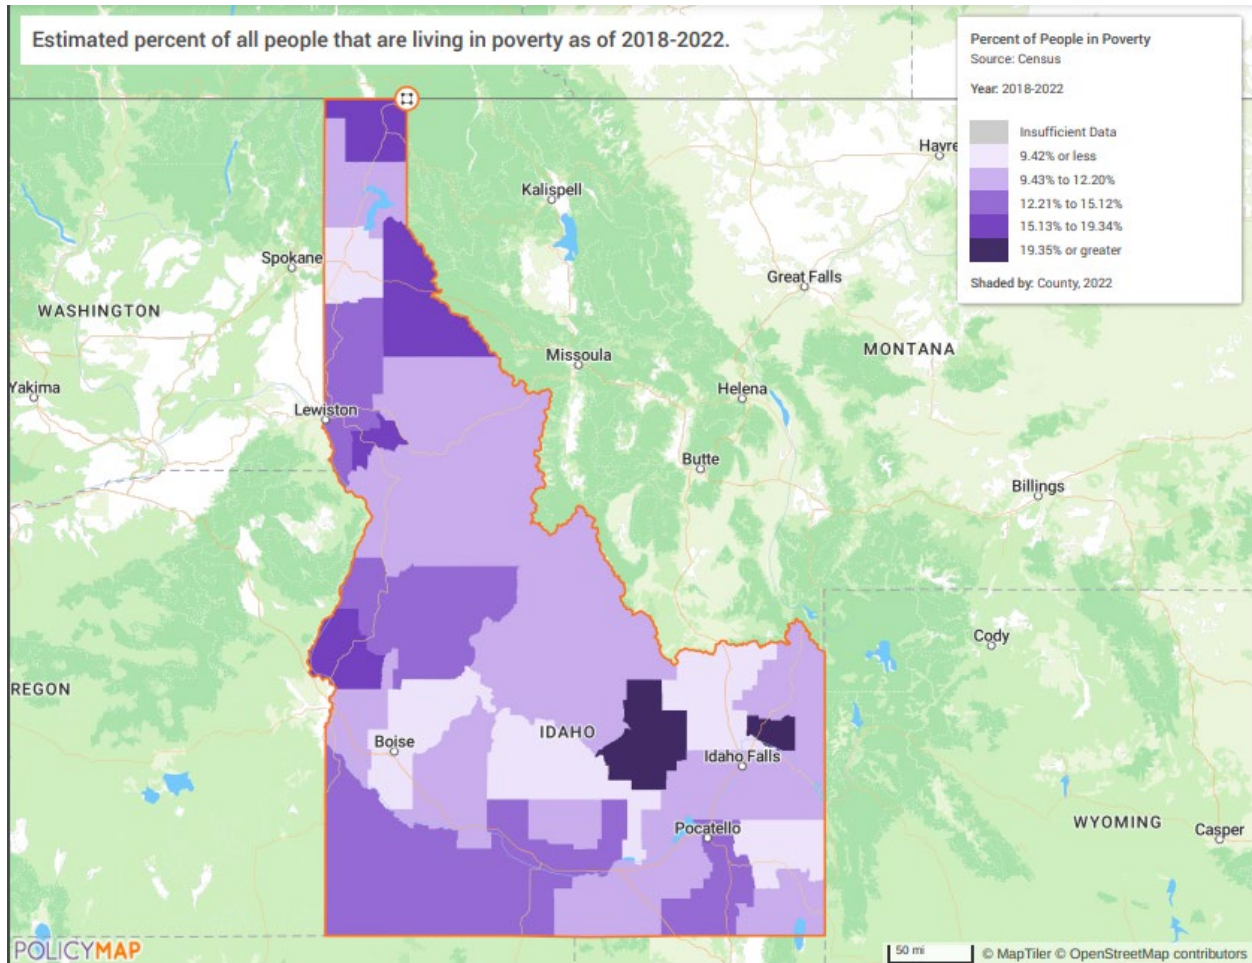 Estimated percent of all people that are living in poverty as of 2018-2022.
Percent of People in Poverty
Source: Census
Year: 2018-2022
Insufficient Data
9.42% or less
9.43% to 12.20%
12.21% to 15.12%
15.13% to 19.34%
19.35% or greater
Shaded by: County, 2022
Havre
Kalispell
Spokane
Great Falls
WASHINGTON
Missoula
MONTANA
Yakima
Helena
Lewiston
Butte
Billings
Cody
REGON
IDAHO
Boise
Idaho Falls
Pocatello
WYOMING
Casper
POLICYMAP
50 mi
© MapTiler © OpenStreetMap contributors